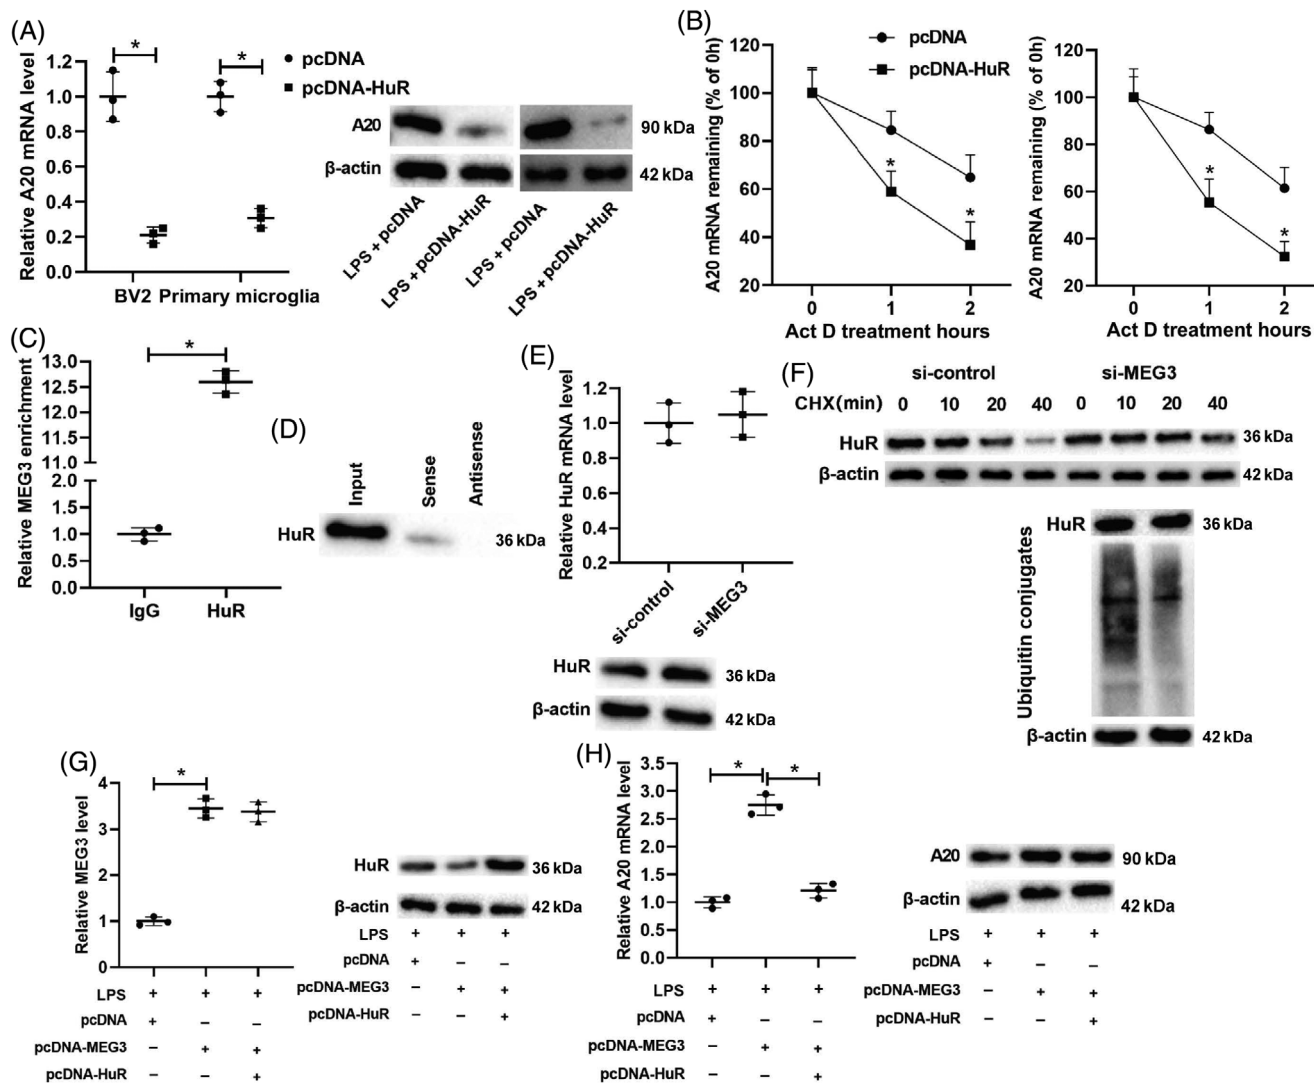 (A)
Relative A20 mRNA level
1.2
1.0
0.8
0.6
0.4
0.2
0.0
*
*
BV2 Primary microglia
pcDNA
pcDNA-HuR
A20
90 kDa
β-actin
42 kDa
LPS + pcDNA
LPS + pcDNA-HuR
LPS + pcDNA
LPS + pcDNA-HuR
(B)
pcDNA
pcDNA-HuR
A20 mRNA remaining (% of 0h)
120
100
80
60
40
20
*
*
0 1 2
Act D treatment hours
A20 mRNA remaining (% of 0h)
120
100
80
60
40
20
*
*
0 1 2
Act D treatment hours
(C)
Relative MEG3 enrichment
13.0
12.5
12.0
11.5
11.0
2.0
1.5
1.0
0.5
0.0
*
IgG HuR
(D)
Input
Sense
Antisense
HuR
36 kDa
(E)
Relative HuR mRNA level
1.2
1.0
0.8
0.6
0.4
0.2
si-control
si-MEG3
HuR
36 kDa
β-actin
42 kDa
(F)
si-control si-MEG3
CHX(min) 0 10 20 40 0 10 20 40
HuR
36 kDa
β-actin
42 kDa
HuR
36 kDa
Ubiquitin conjugates
β-actin
42 kDa
(G)
Relative MEG3 level
4
3
2
1
0
*
LPS + + +
pcDNA + – –
pcDNA-MEG3 – + +
pcDNA-HuR – – +
HuR
36 kDa
β-actin
42 kDa
LPS + + +
pcDNA + – –
pcDNA-MEG3 – + +
pcDNA-HuR – – +
(H)
Relative A20 mRNA level
3.5
3.0
2.5
2.0
1.5
1.0
0.5
0.0
*
*
LPS + + +
pcDNA + – –
pcDNA-MEG3 – + +
pcDNA-HuR – – +
A20
90 kDa
β-actin
42 kDa
LPS + + +
pcDNA + – –
pcDNA-MEG3 – + +
pcDNA-HuR – – +